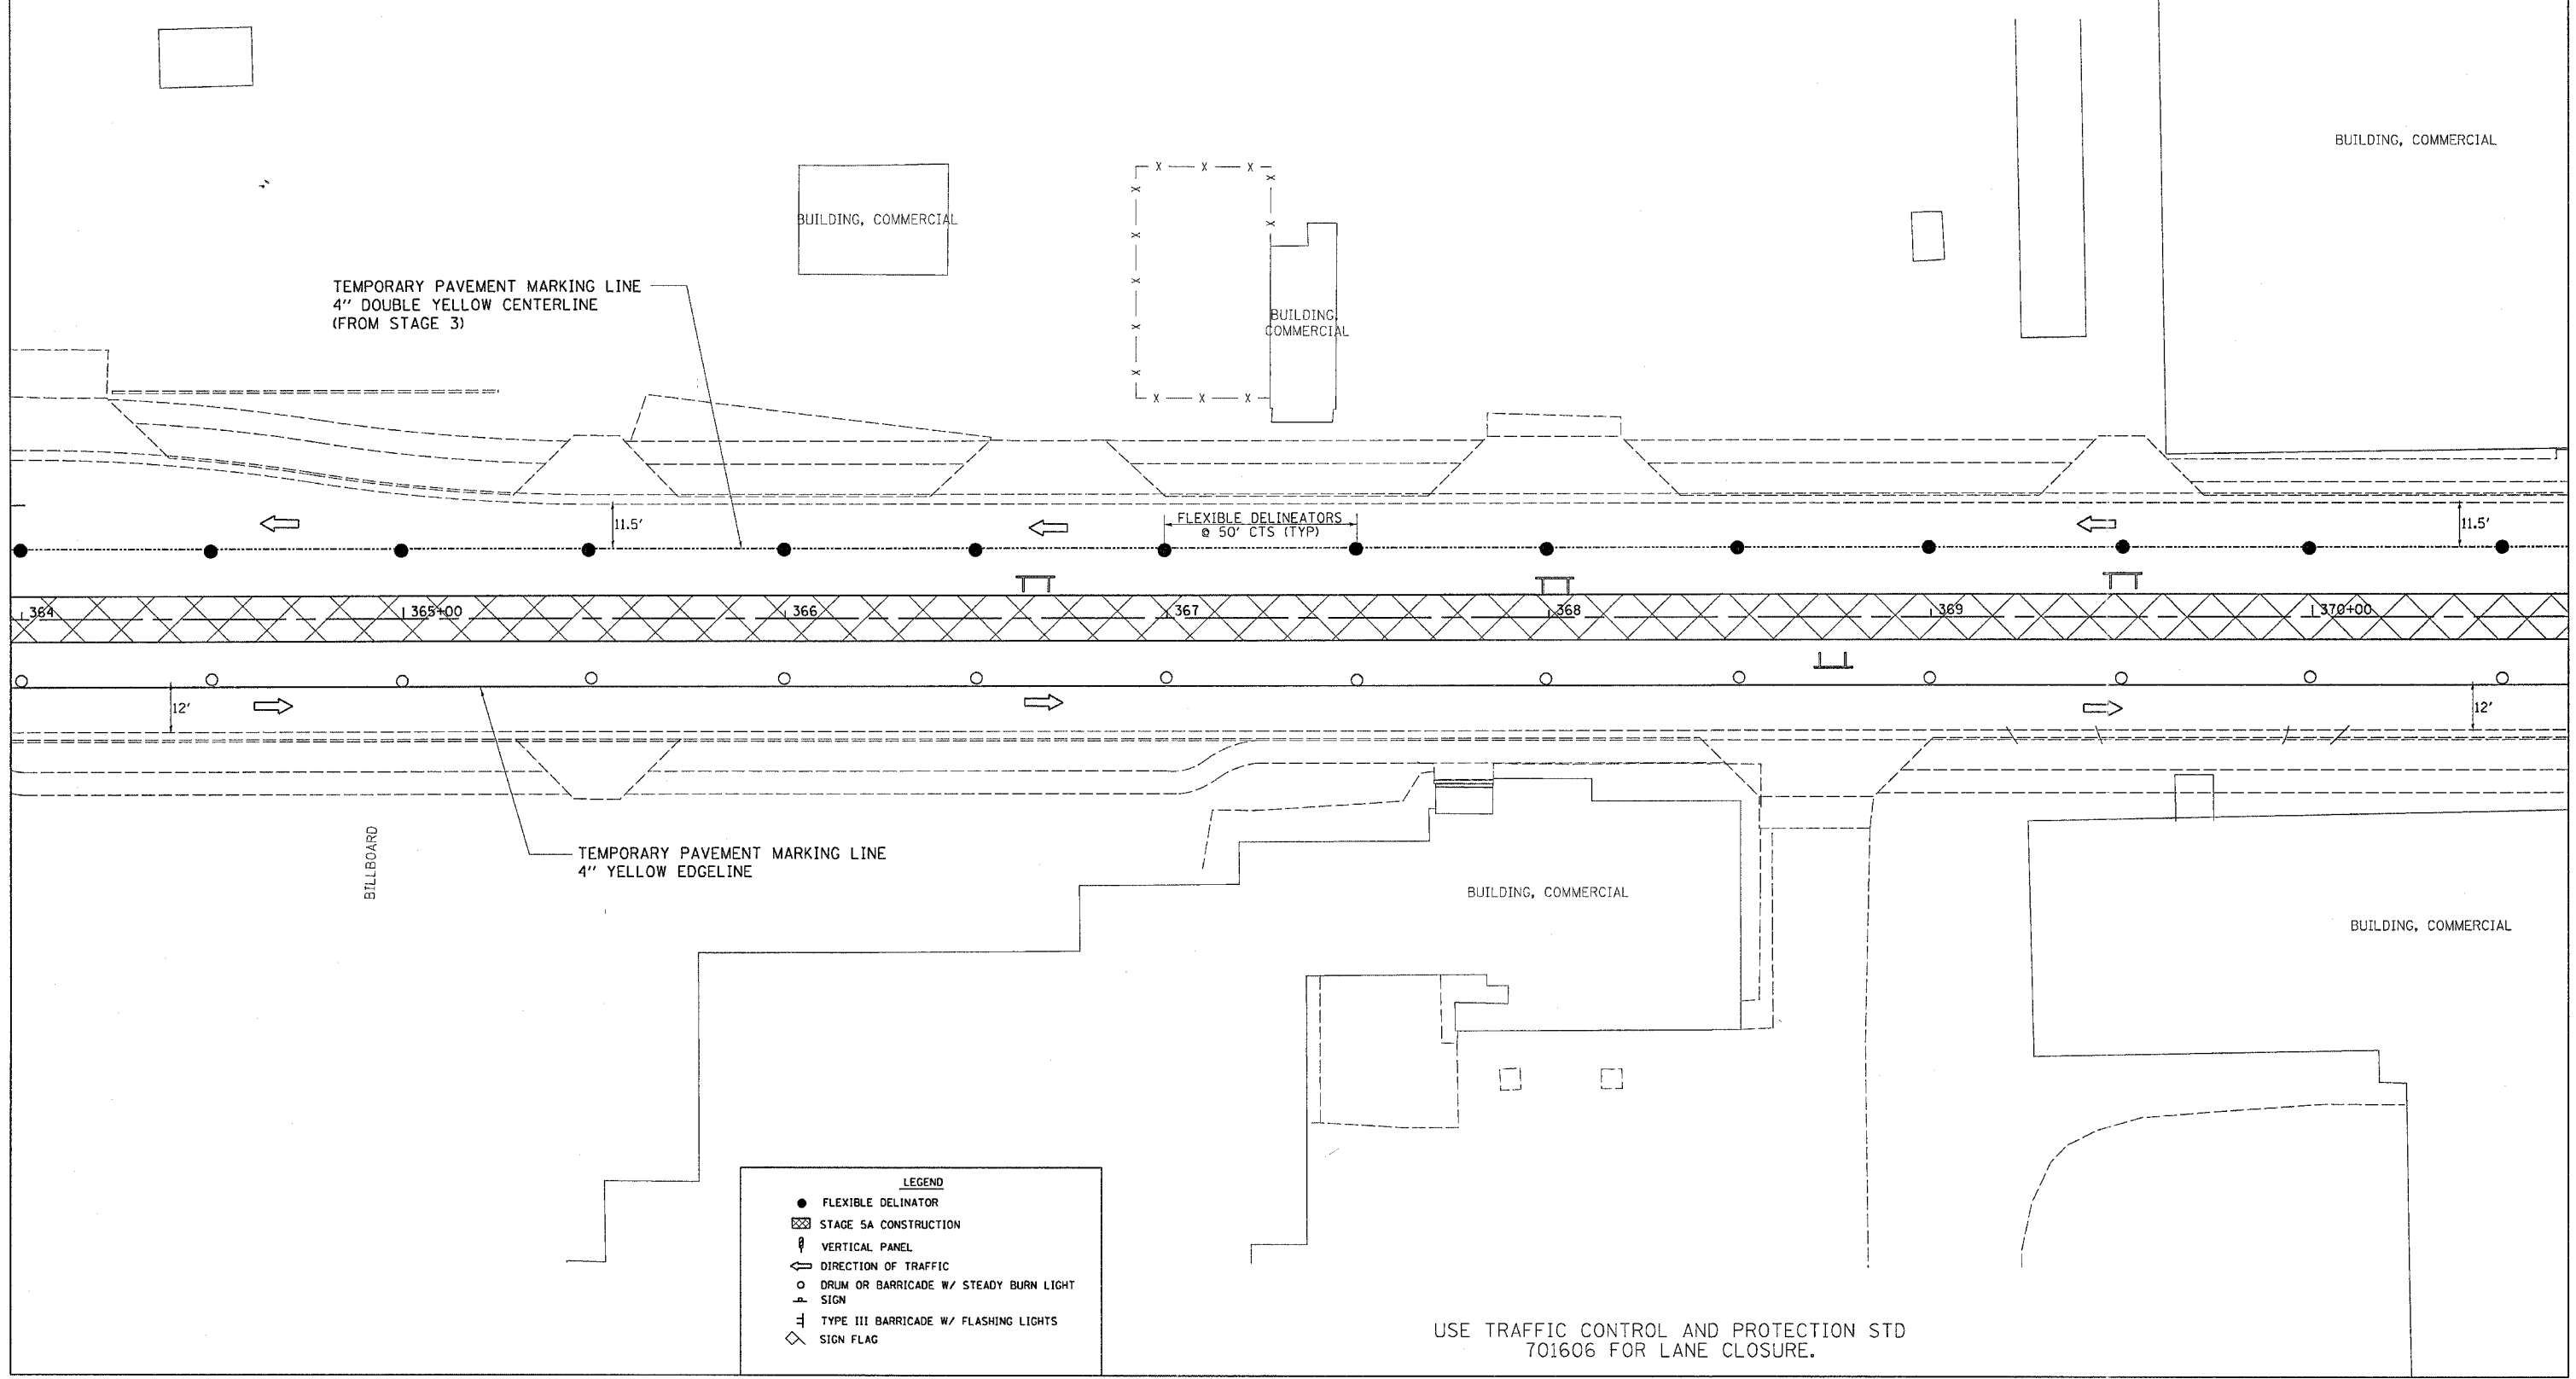 BUILDING, COMMERCIAL
BUILDING, COMMERCIAL
TEMPORARY PAVEMENT MARKING LINE
4" DOUBLE YELLOW CENTERLINE
(FROM STAGE 3)
BUILDING,
COMMERCIAL
11.5'
FLEXIBLE DELINEATORS
@ 50' CTS (TYP)
11.5'
364
365+00
366
367
368
369
370+00
12'
12'
TEMPORARY PAVEMENT MARKING LINE
4" YELLOW EDGELINE
BILLBOARD
BUILDING, COMMERCIAL
BUILDING, COMMERCIAL
LEGEND
FLEXIBLE DELINATOR
STAGE 5A CONSTRUCTION
VERTICAL PANEL
DIRECTION OF TRAFFIC
DRUM OR BARRICADE W/ STEADY BURN LIGHT
SIGN
TYPE III BARRICADE W/ FLASHING LIGHTS
SIGN FLAG
USE TRAFFIC CONTROL AND PROTECTION STD
701606 FOR LANE CLOSURE.